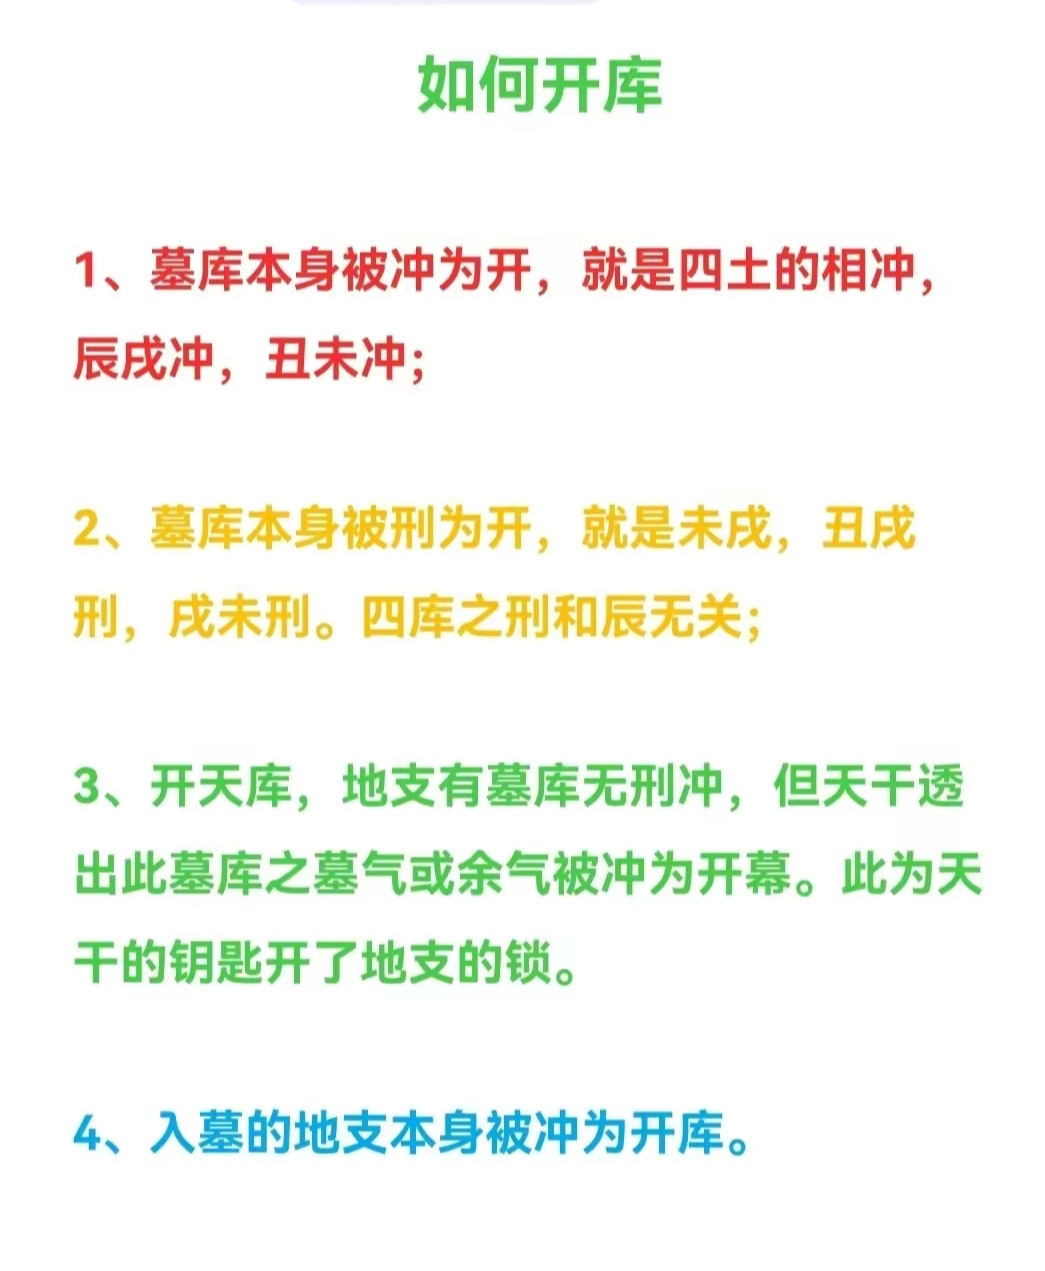 如何开库
1、墓库本身被冲为开，就是四土的相冲，
辰戌冲，丑未冲；
2、墓库本身被刑为开，就是未戌，丑戌
刑，戌未刑。四库之刑和辰无关；
3、开天库，地支有墓库无刑冲，但天干透
出此墓库之墓气或余气被冲为开幕。此为天
干的钥匙开了地支的锁。
4、入墓的地支本身被冲为开库。